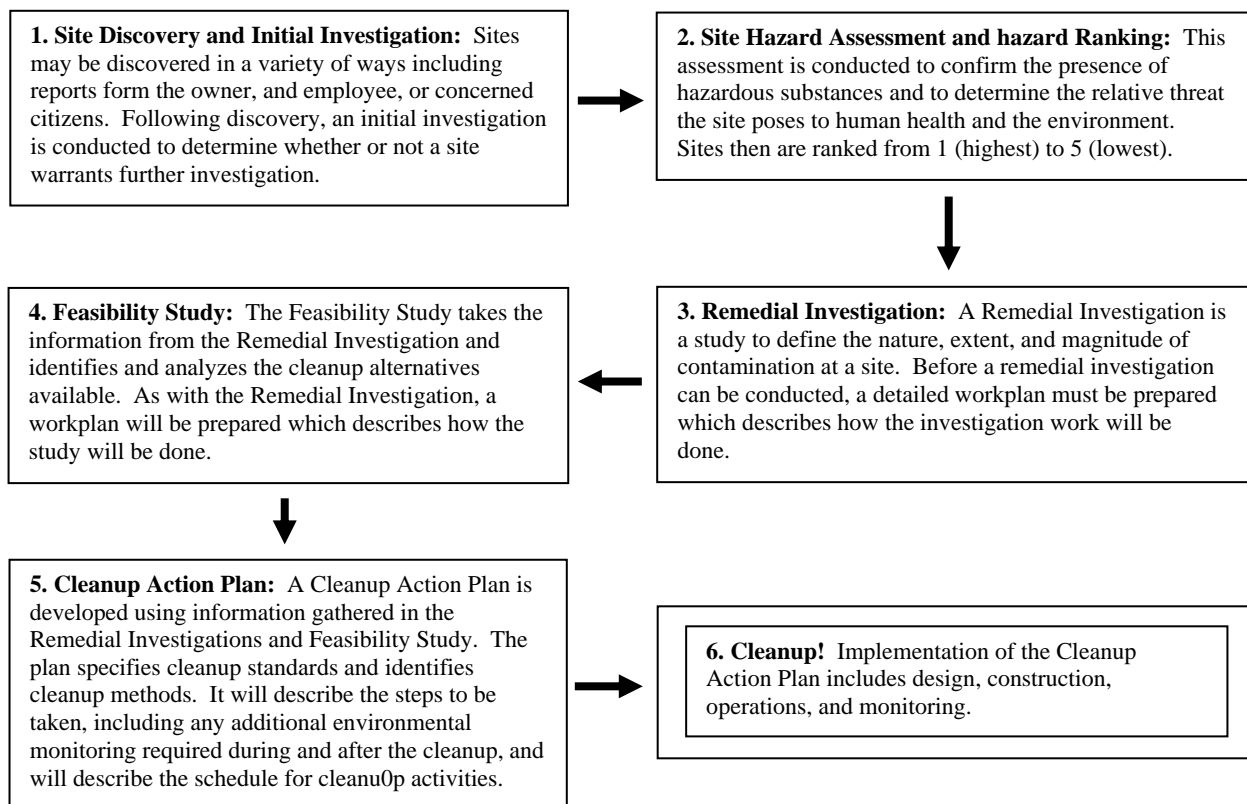 1. Site Discovery and Initial Investigation: Sites
may be discovered in a variety of ways including
reports form the owner, and employee, or concerned
citizens. Following discovery, an initial investigation
is conducted to determine whether or not a site
warrants further investigation.
2. Site Hazard Assessment and hazard Ranking: This
assessment is conducted to confirm the presence of
hazardous substances and to determine the relative threat
the site poses to human health and the environment.
Sites then are ranked from 1 (highest) to 5 (lowest).
3. Remedial Investigation: A Remedial Investigation is
a study to define the nature, extent, and magnitude of
contamination at a site. Before a remedial investigation
can be conducted, a detailed workplan must be prepared
which describes how the investigation work will be
done.
4. Feasibility Study: The Feasibility Study takes the
information from the Remedial Investigation and
identifies and analyzes the cleanup alternatives
available. As with the Remedial Investigation, a
workplan will be prepared which describes how the
study will be done.
5. Cleanup Action Plan: A Cleanup Action Plan is
developed using information gathered in the
Remedial Investigations and Feasibility Study. The
plan specifies cleanup standards and identifies
cleanup methods. It will describe the steps to be
taken, including any additional environmental
monitoring required during and after the cleanup, and
will describe the schedule for cleanu0p activities.
6. Cleanup! Implementation of the Cleanup
Action Plan includes design, construction,
operations, and monitoring.